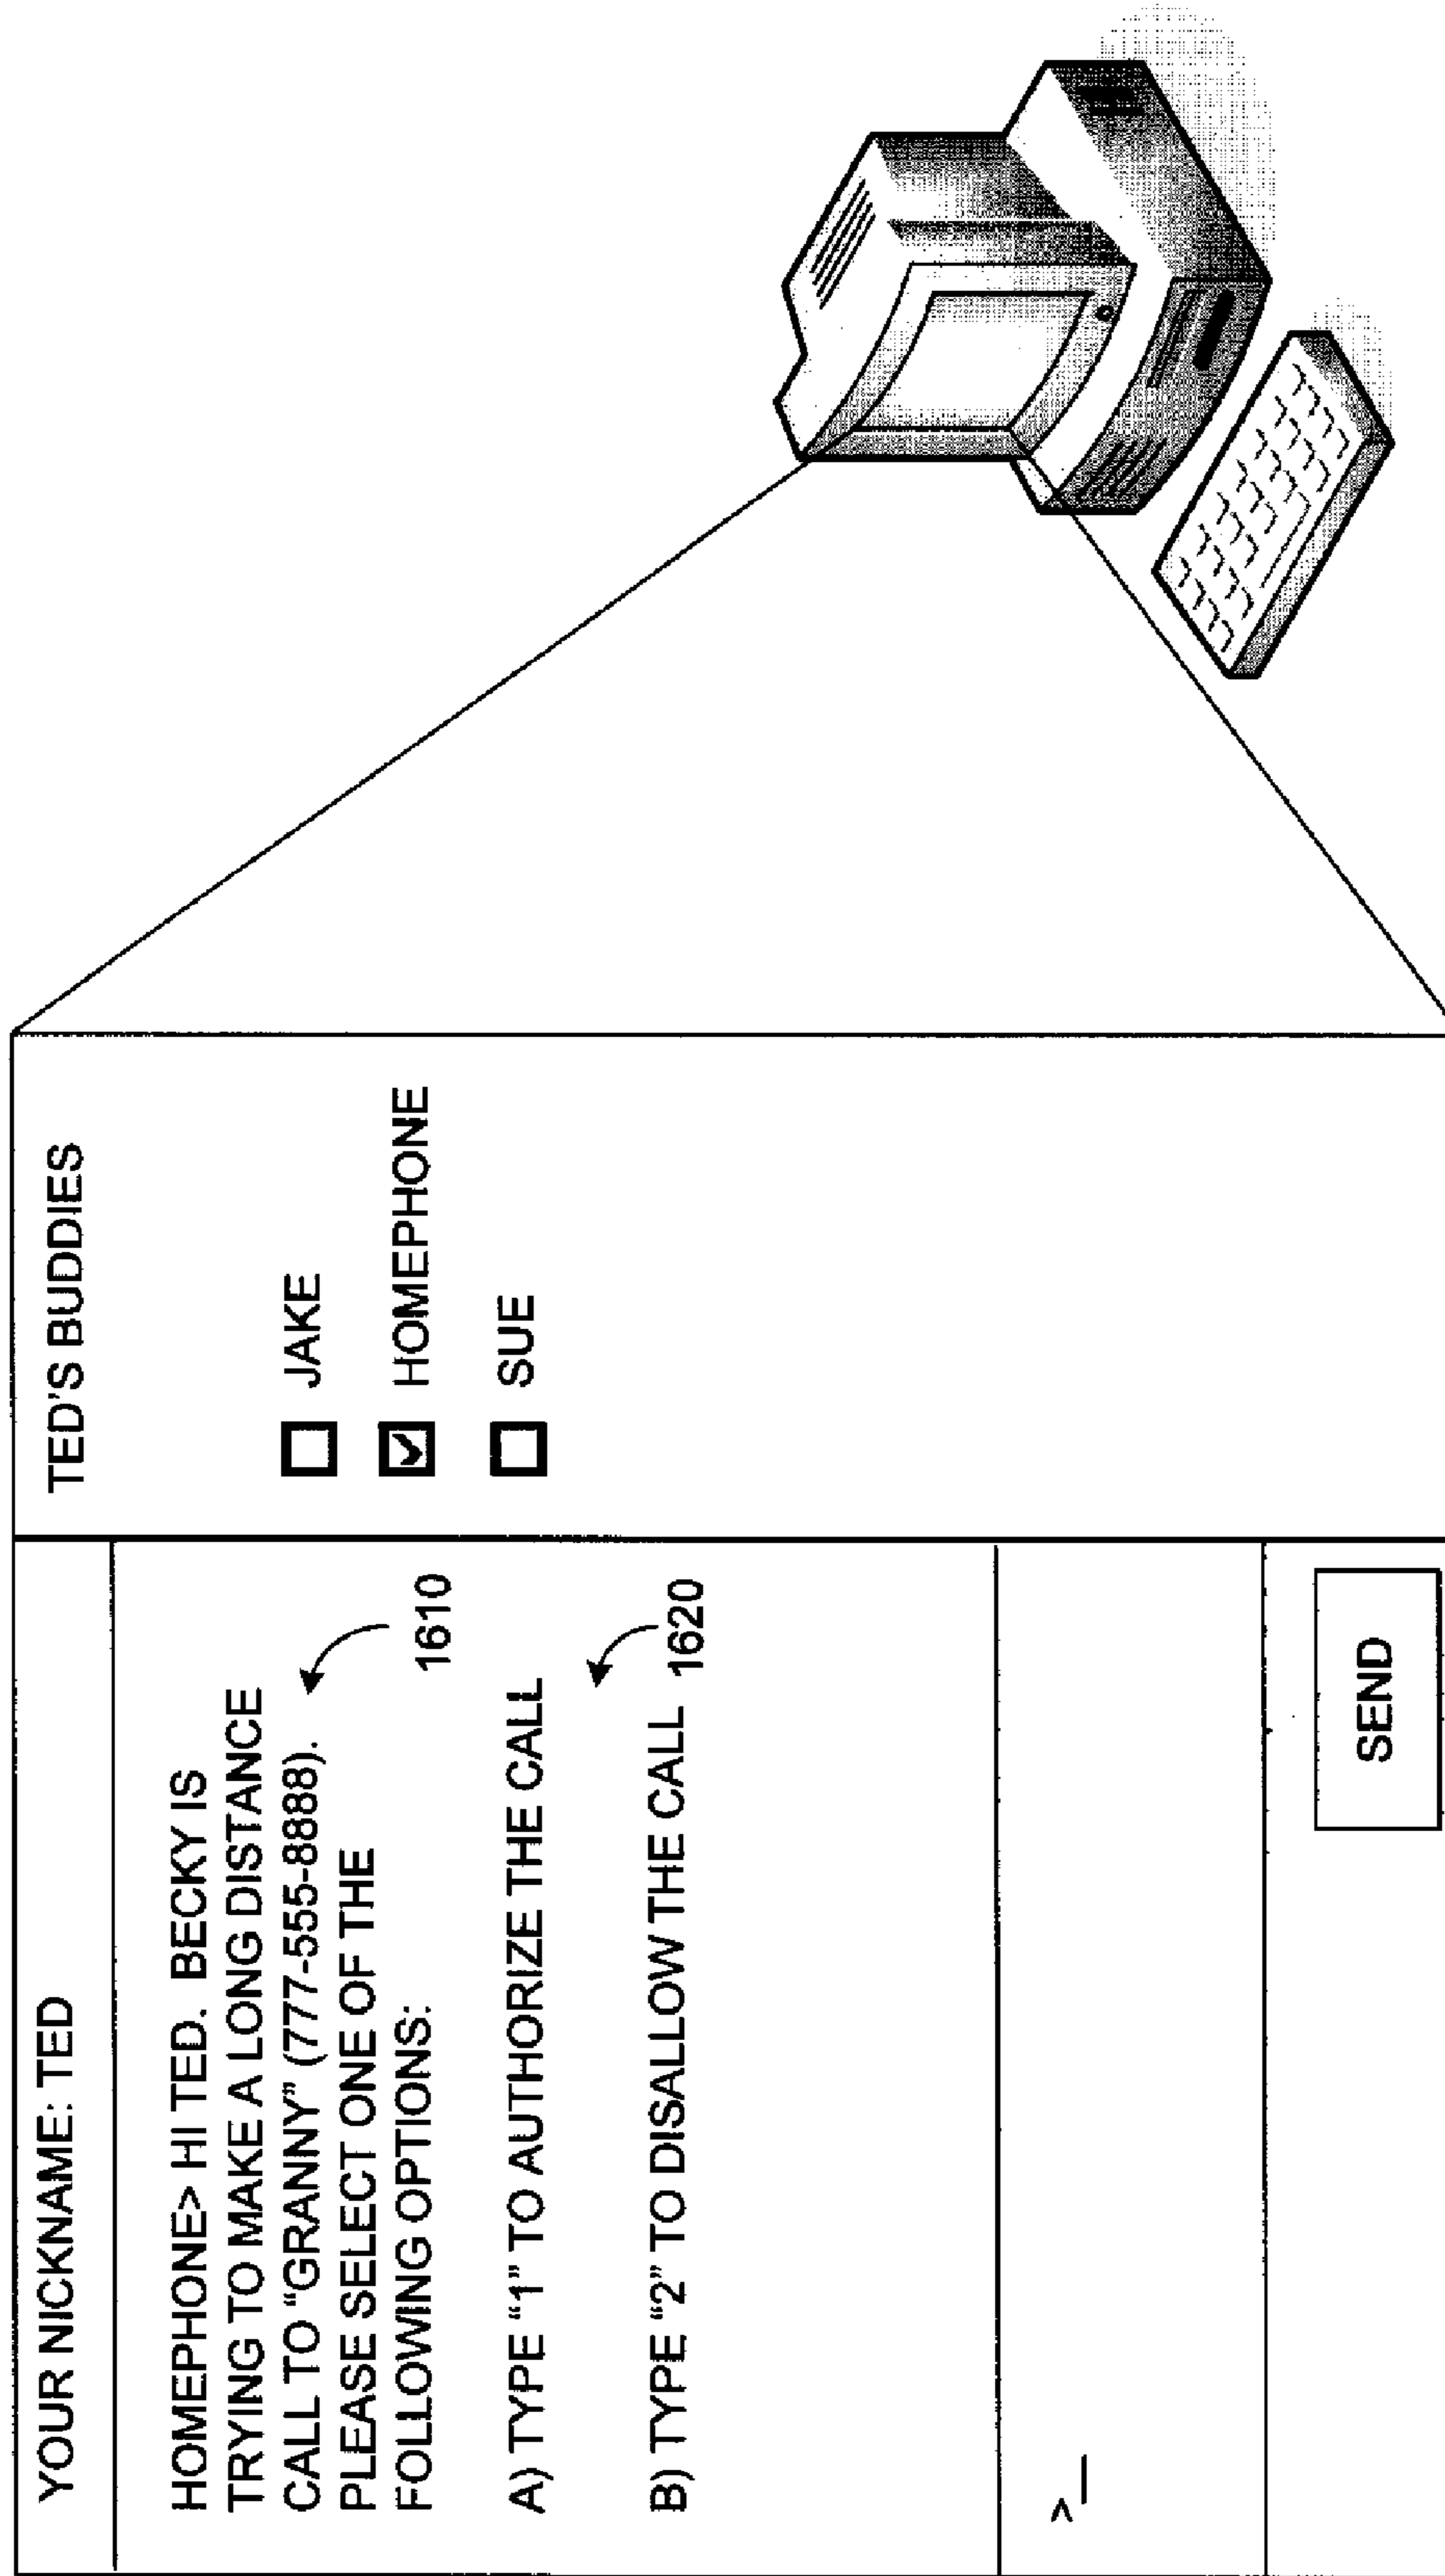 YOUR NICKNAME: TED
HOMEPHONE> HI TED. BECKY IS
TRYING TO MAKE A LONG DISTANCE
CALL TO “GRANNY” (777-555-8888).
PLEASE SELECT ONE OF THE
FOLLOWING OPTIONS:
1610
A) TYPE “1” TO AUTHORIZE THE CALL
1620
B) TYPE “2” TO DISALLOW THE CALL
>_
SEND
TED'S BUDDIES
JAKE
HOMEPHONE
SUE